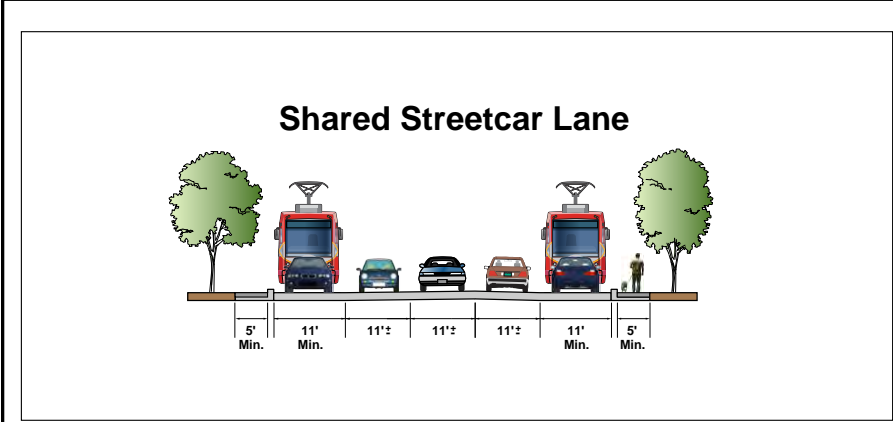 Shared Streetcar Lane
5' 11' 11'± 11'± 11'± 11' 5'
Min. Min. Min. Min.